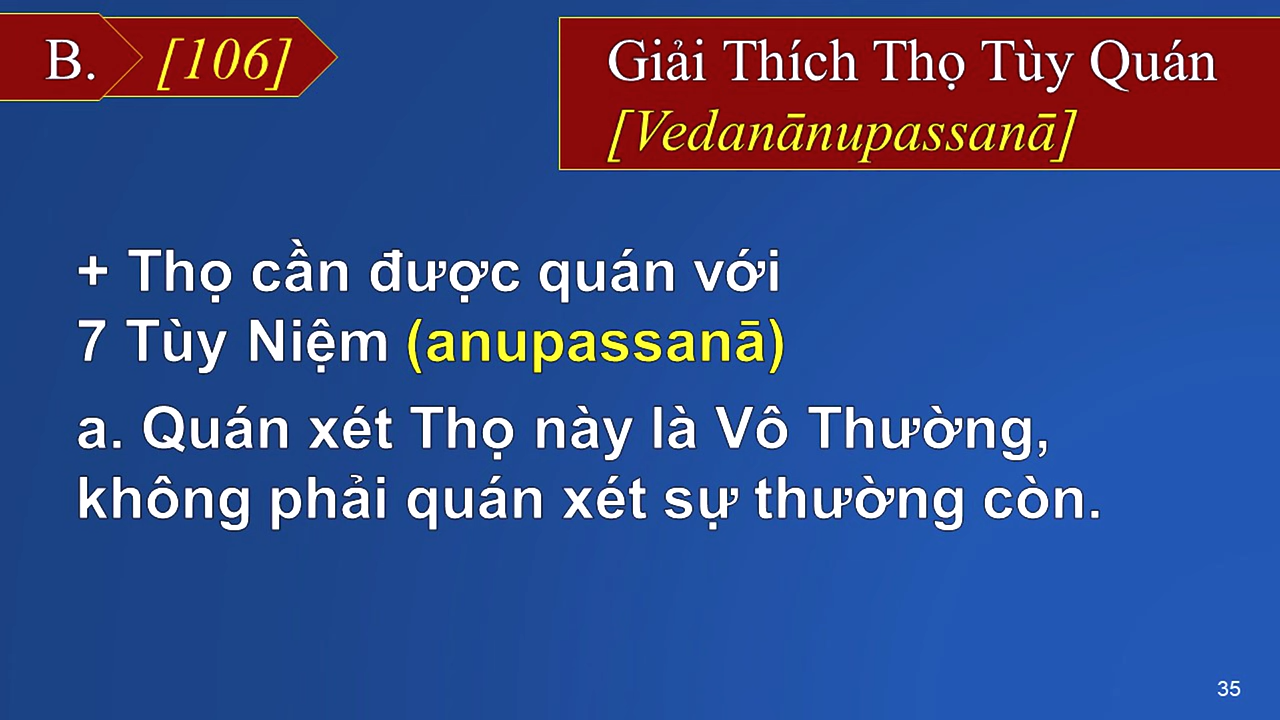 B. [106]
Giải Thích Thọ Tùy Quán
[Vedanānupassanā]
+ Thọ cần được quán với
7 Tùy Niệm (anupassanā)
a. Quán xét Thọ này là Vô Thường,
không phải quán xét sự thường còn.
35